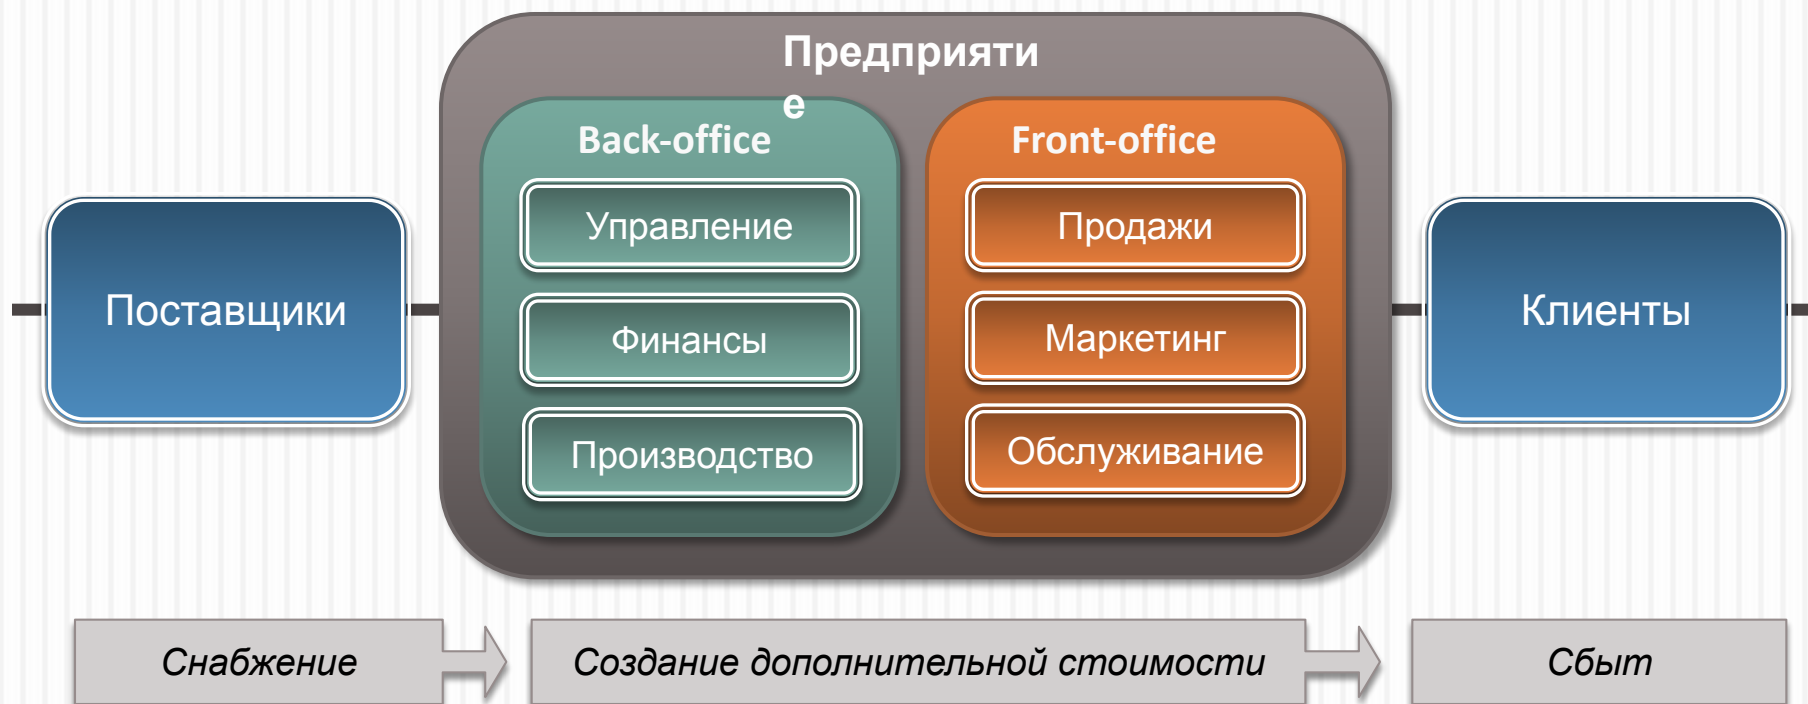 Предприяти
е
Back-office
Front-office
Управление
Продажи
Поставщики
Клиенты
Финансы
Маркетинг
Производство
Обслуживание
Снабжение
Создание дополнительной стоимости
Сбыт